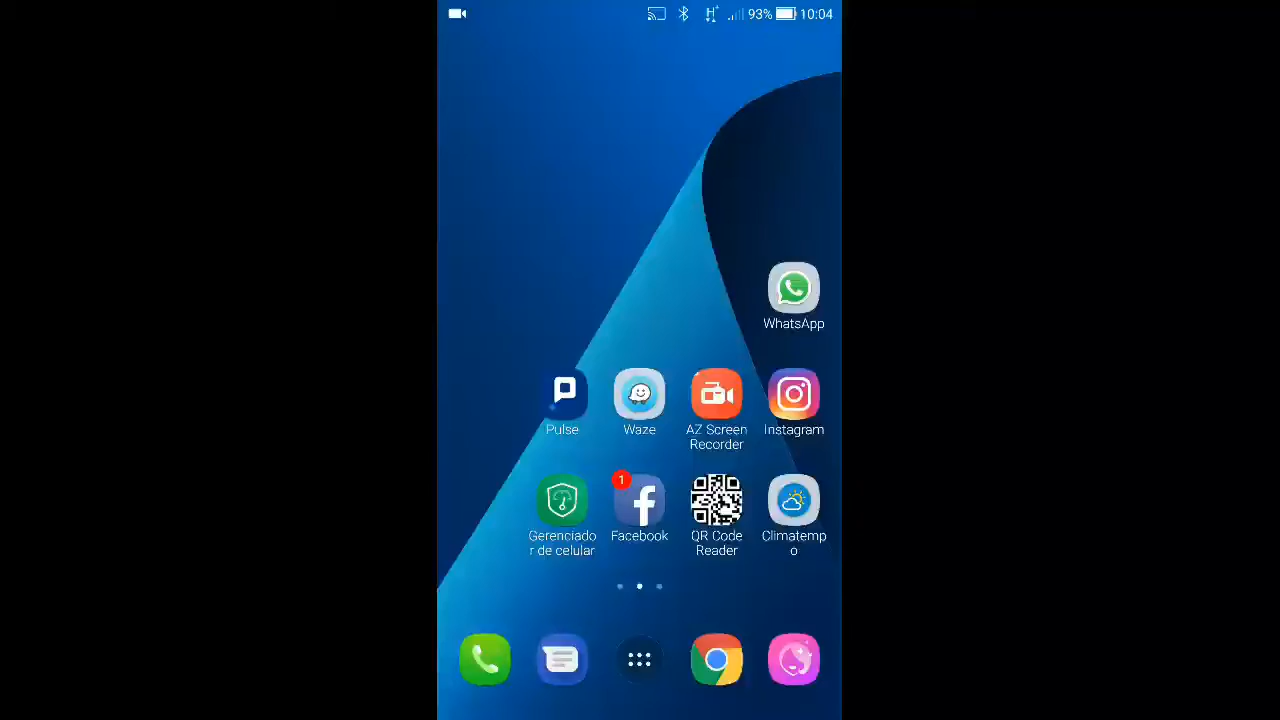 93% 10:04
WhatsApp
Pulse
Waze
AZ Screen
Recorder
Instagram
1
Gerenciado
r de celular
Facebook
QR Code
Reader
Climatemp
o